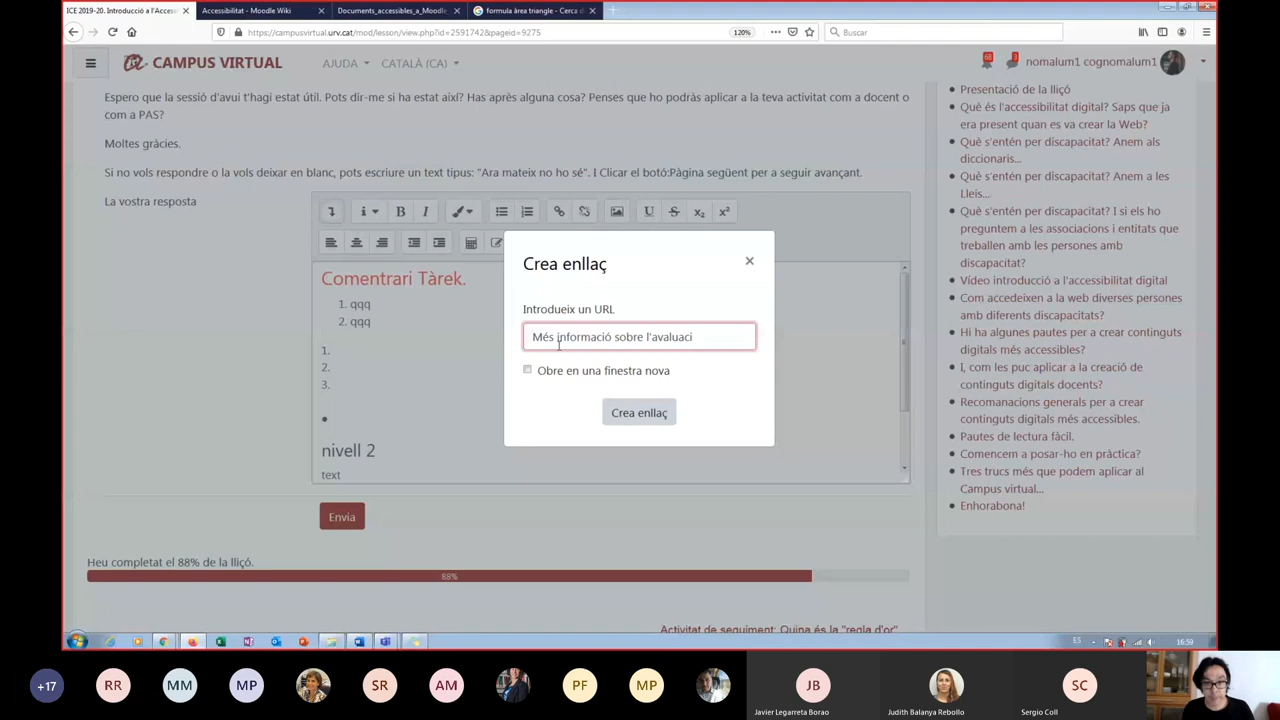 ICE 2019-20. Introducció a l'Acces
Accessibilitat - Moodle Wiki
Documents_accessibles_a_Moodle
formula àrea triangle - Cerca d
https://campusvirtual.urv.cat/mod/lesson/view.php?id=2591742&pageid=9275
120%
Buscar
CAMPUS VIRTUAL
AJUDA
CATALÀ (CA)
nomalum1 cognomalum1
Espero que la sessió d'avui t'hagi estat útil. Pots dir-me si ha estat així? Has après alguna cosa? Penses que ho podràs aplicar a la teva activitat com a docent o
com a PAS?
Moltes gràcies.
Si no vols respondre o la vols deixar en blanc, pots escriure un text tipus: "Ara mateix no ho sé". I Clicar el botó:Pàgina següent per a seguir avançant.
La vostra resposta
Comentrari Tàrek.
1. qqq
2. qqq
1.
2.
3.
nivell 2
text
Crea enllaç
×
Introdueix un URL
Més informació sobre l'avaluaci
Obre en una finestra nova
Crea enllaç
Envia
Heu completat el 88% de la lliçó.
88%
Activitat de seguiment: Quina és la "regla d'or"
Presentació de la lliçó
Què és l'accessibilitat digital? Saps que ja
era present quan es va crear la Web?
Què s'entén per discapacitat? Anem als
diccionaris...
Què s'entén per discapacitat? Anem a les
Lleis...
Què s'entén per discapacitat? I si els ho
preguntem a les associacions i entitats que
treballen amb les persones amb
discapacitat?
Vídeo introducció a l'accessibilitat digital
Com accedeixen a la web diverses persones
amb diferents discapacitats?
Hi ha algunes pautes per a crear continguts
digitals més accessibles?
I, com les puc aplicar a la creació de
continguts digitals docents?
Recomanacions generals per a crear
continguts digitals més accessibles.
Pautes de lectura fàcil.
Comencem a posar-ho en pràctica?
Tres trucs més que podem aplicar al
Campus virtual...
Enhorabona!
ES
16:59
+17
RR
MM
MP
SR
AM
PF
MP
JB
Javier Legarreta Borao
Judith Balanya Rebollo
SC
Sergio Coll